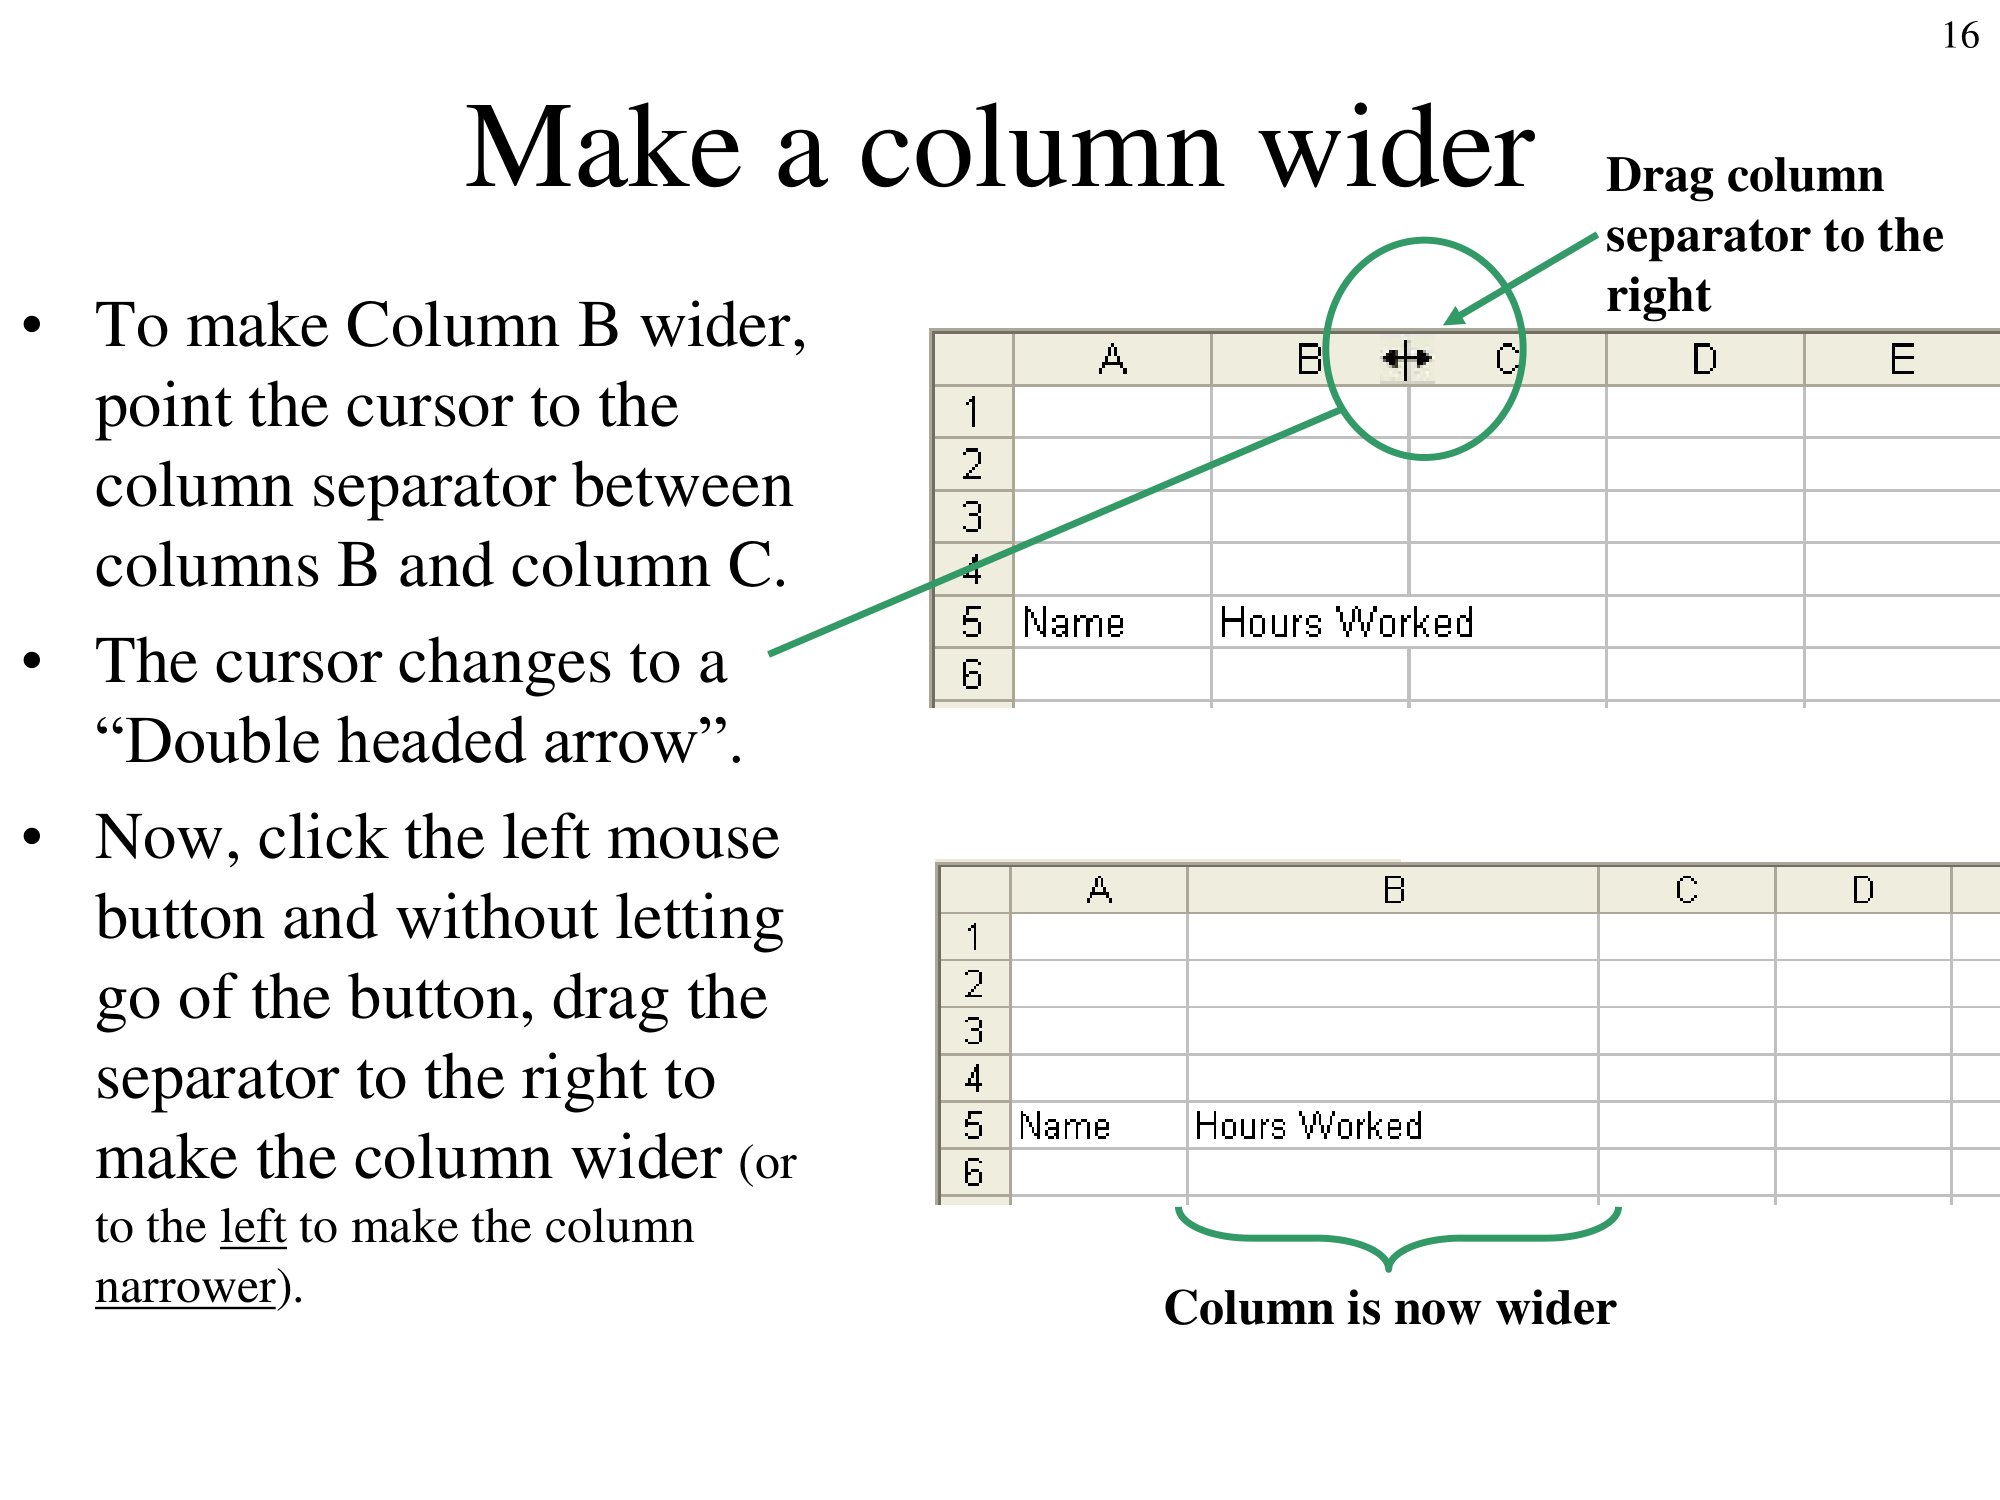 16
Make a column wider
Drag column
separator to the
right
• To make Column B wider,
point the cursor to the
column separator between
columns B and column C.
• The cursor changes to a
“Double headed arrow”.
• Now, click the left mouse
button and without letting
go of the button, drag the
separator to the right to
make the column wider (or
to the left to make the column
narrower).
A B C D E
1
2
3
4
5 Name Hours Worked
6
A B C D
1
2
3
4
5 Name Hours Worked
6
Column is now wider